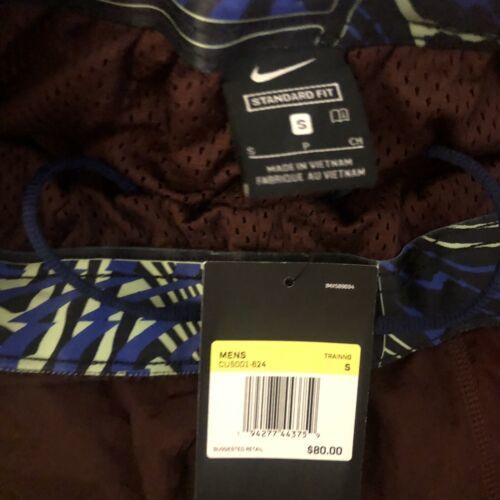 STANDARD FIT
S
S P CH
MADE IN VIETNAM
FABRIQUE AU VIETNAM
MENS TRAINING
CU5001-624 S
1 94277 44375 9
SUGGESTED RETAIL $80.00